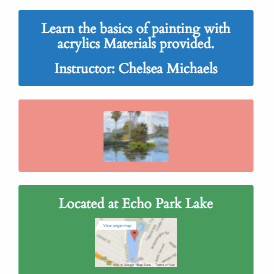 Learn the basics of painting with
acrylics Materials provided.
Instructor: Chelsea Michaels
Located at Echo Park Lake
View larger map